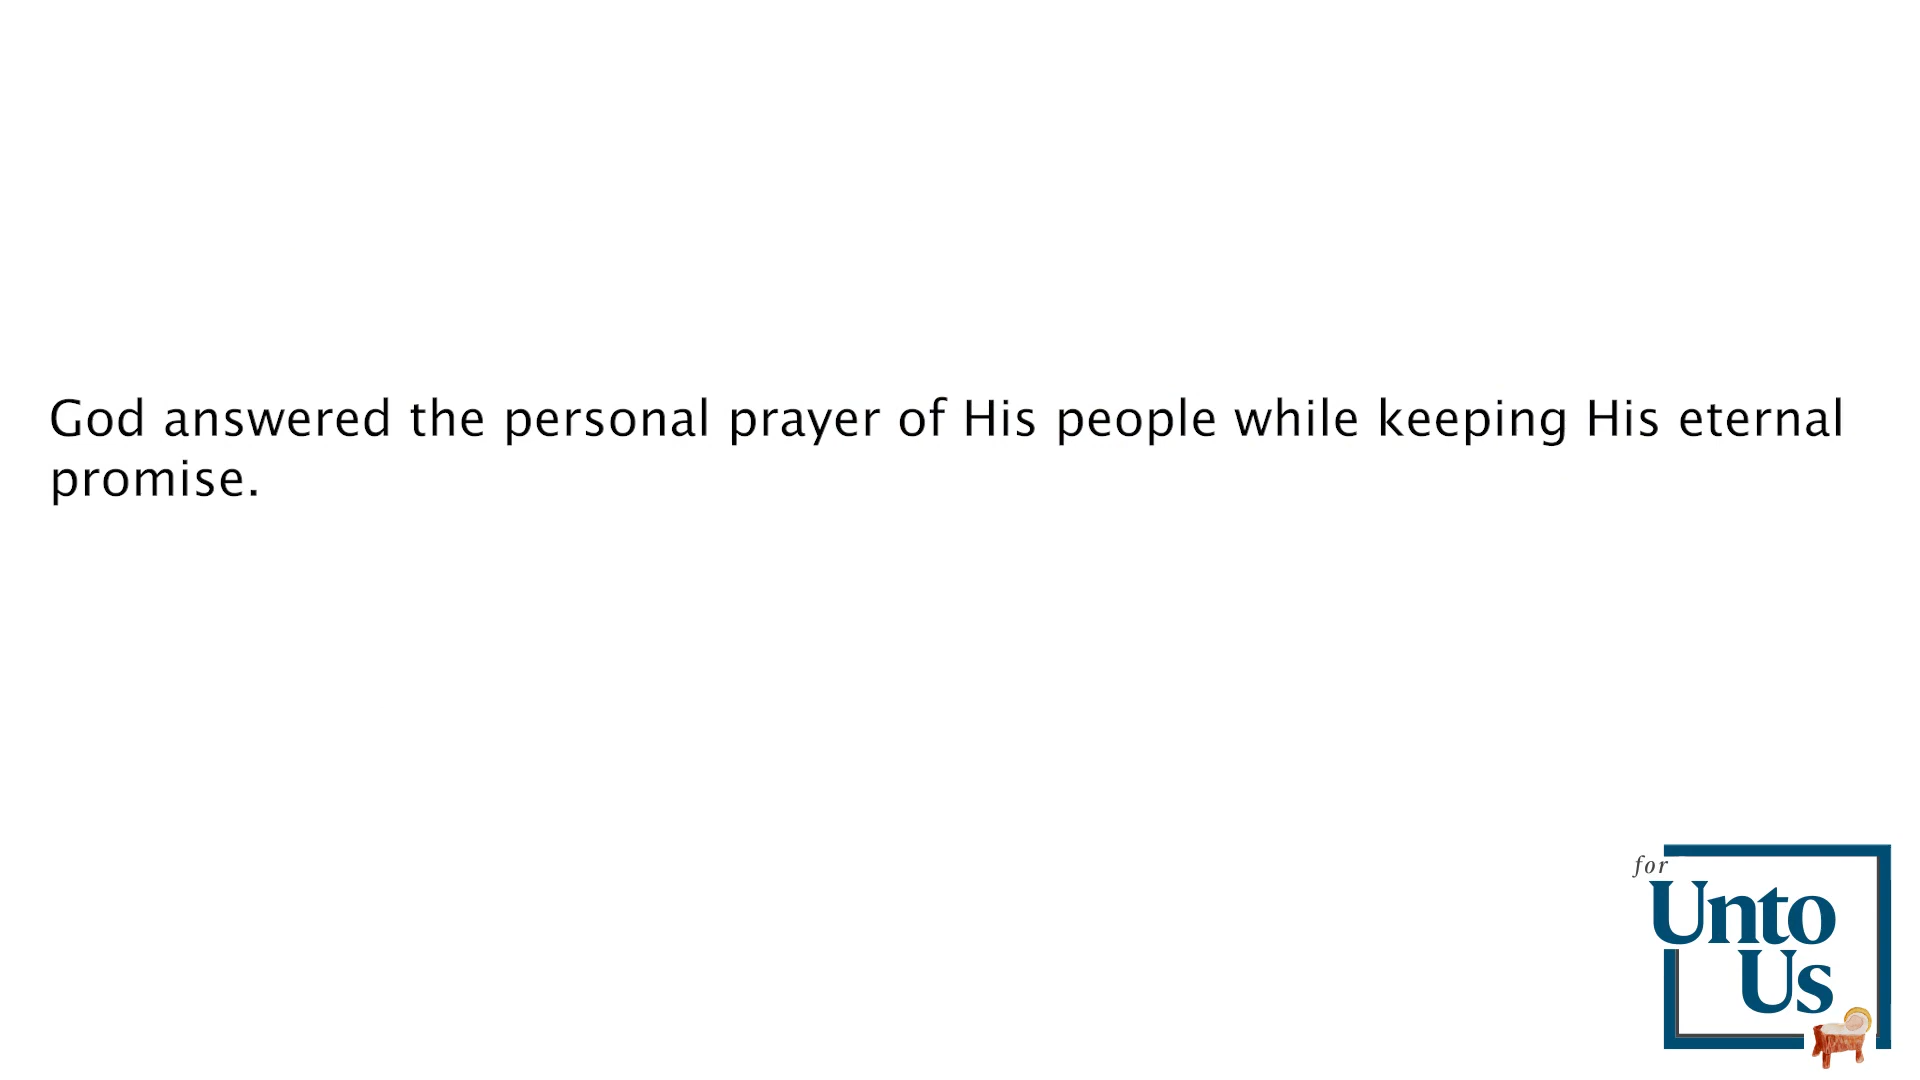 God answered the personal prayer of His people while keeping His eternal
promise.
for
Unto
Us